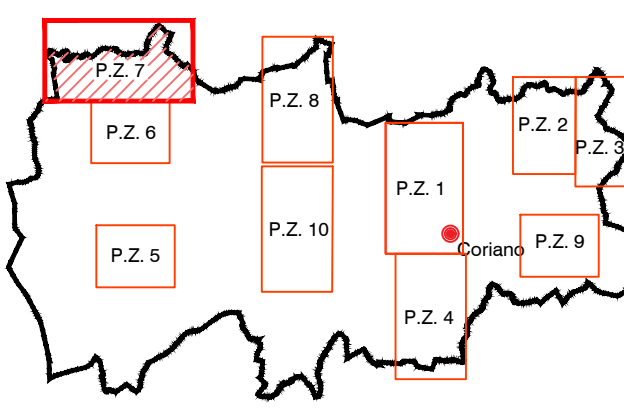 P.Z. 7
P.Z. 8
P.Z. 6
P.Z. 2
P.Z. 3
P.Z. 1
P.Z. 10
P.Z. 5
P.Z. 9
Coriano
P.Z. 4